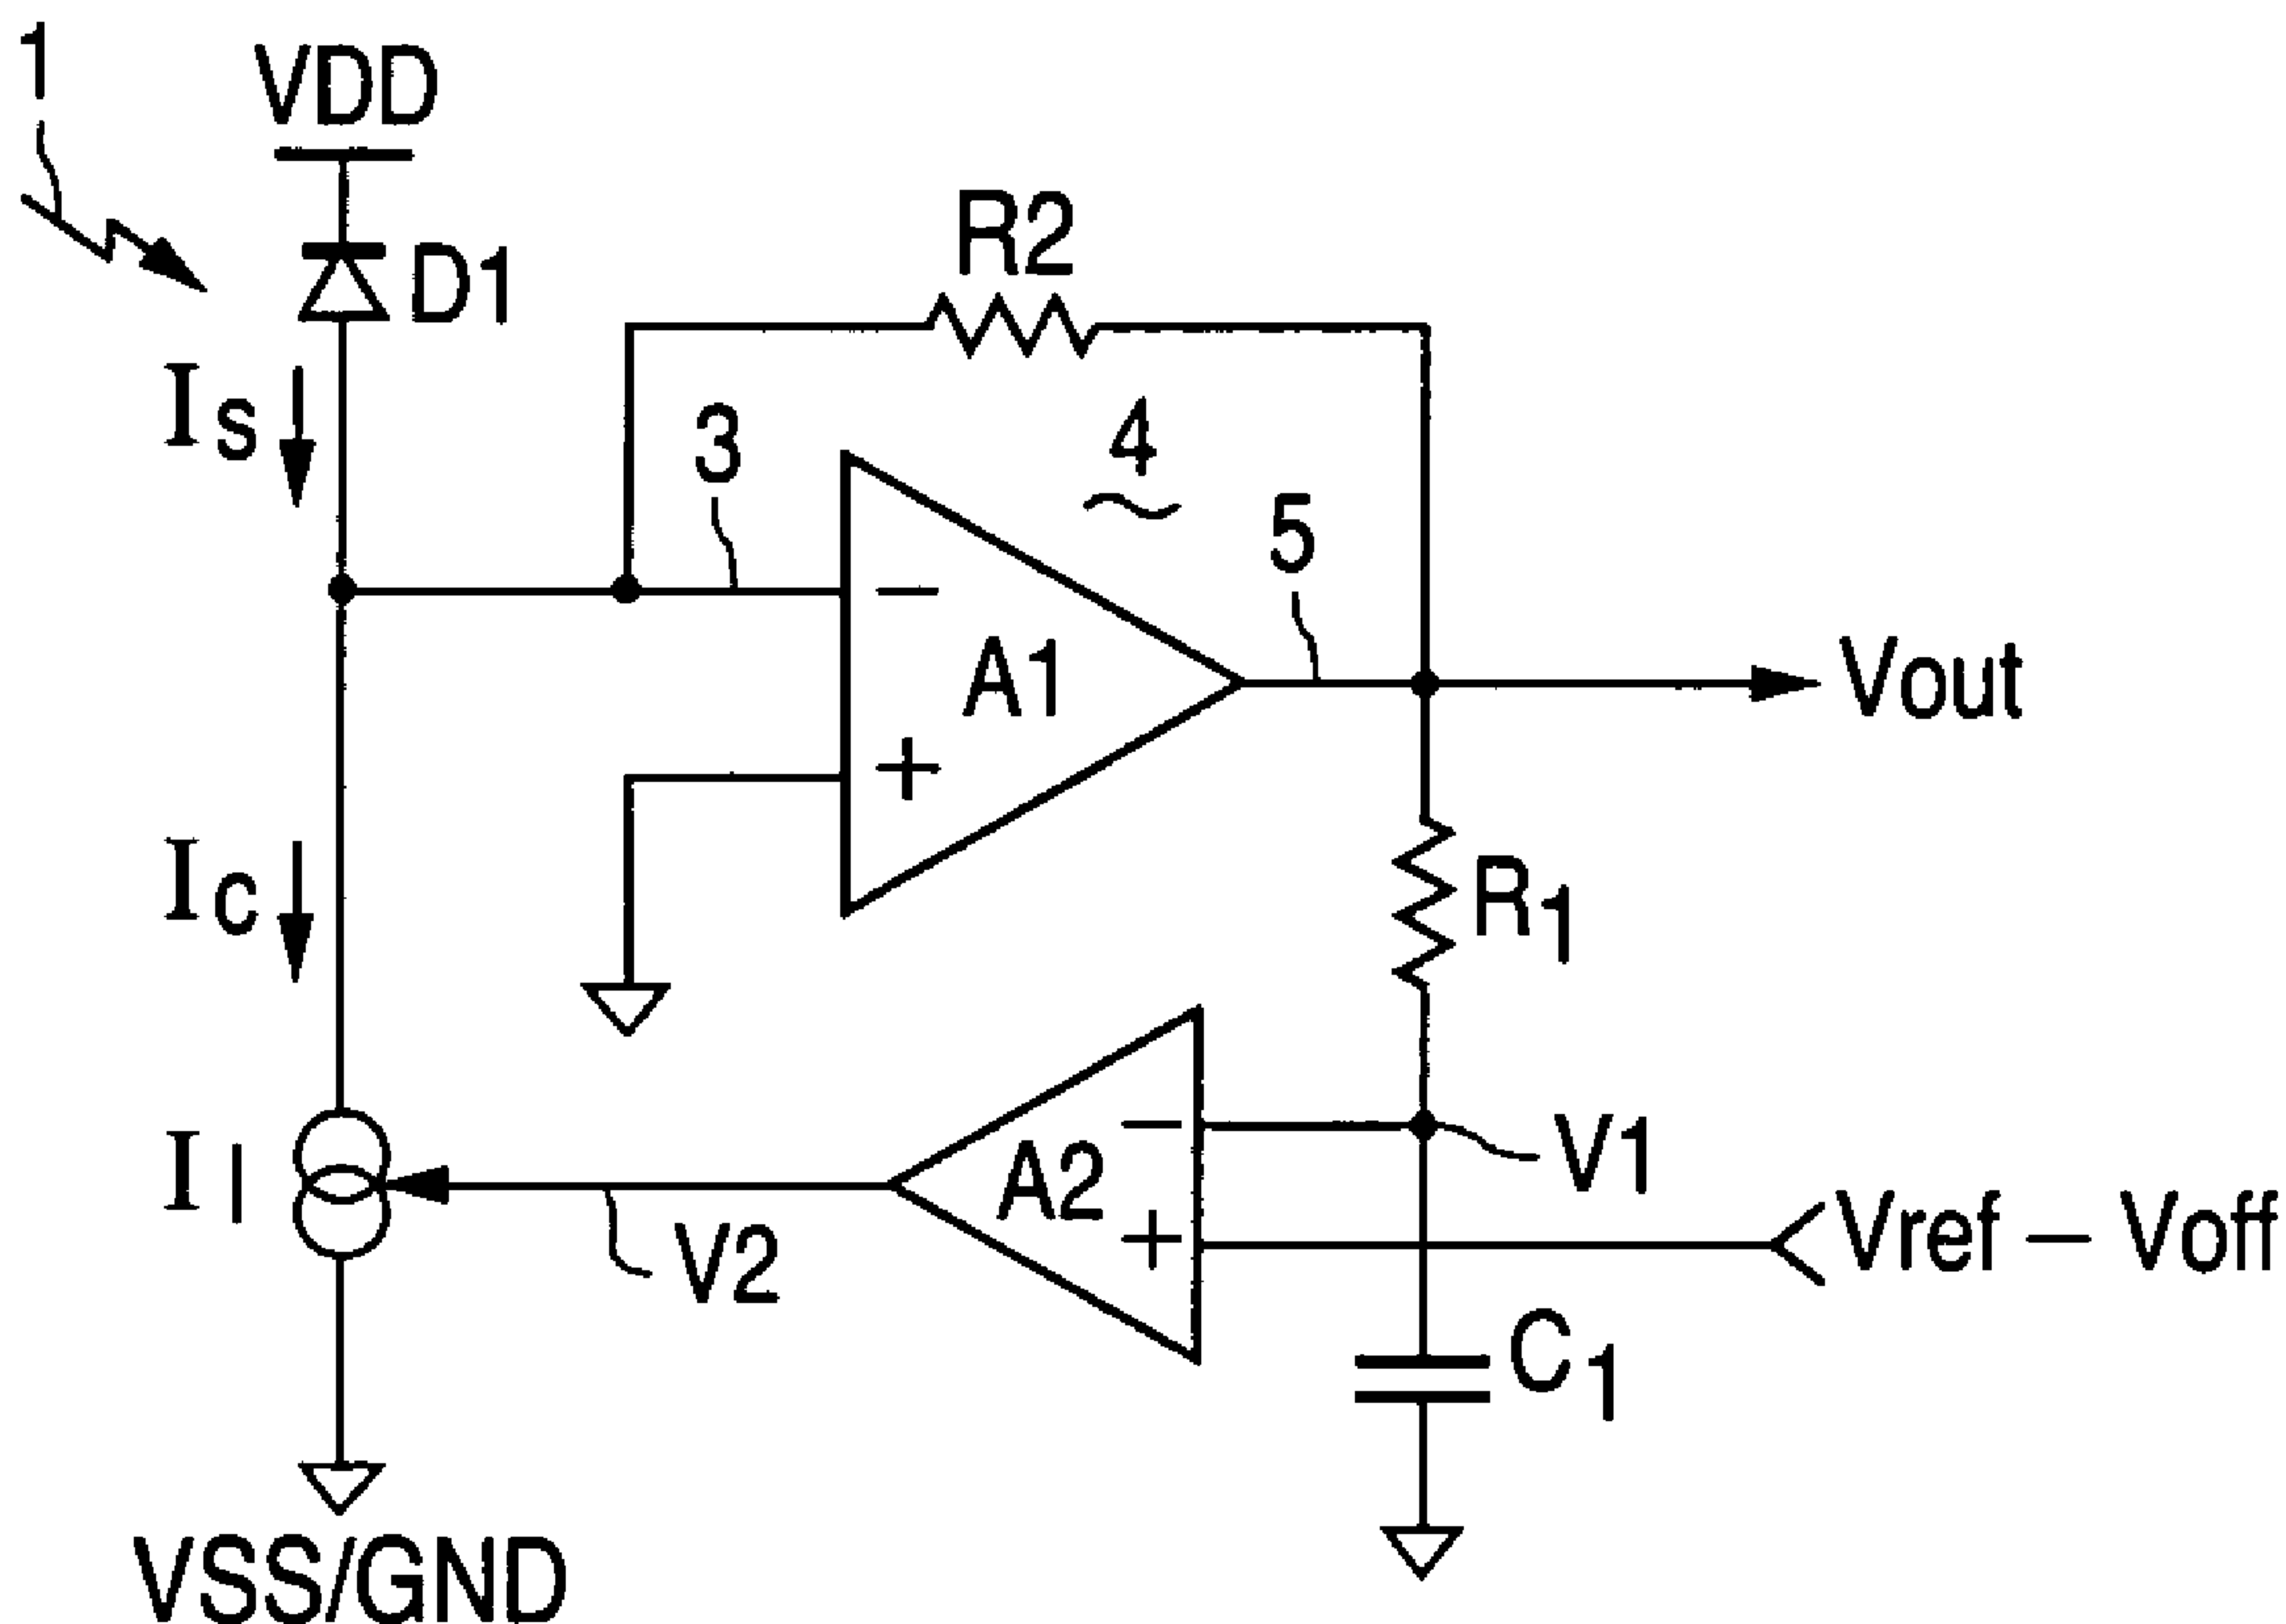 1
VDD
D1
R2
Is
3
4
5
−
A1
+
Vout
Ic
R1
I1
−
A2
+
V1
V2
Vref – Voff
C1
VSS/GND